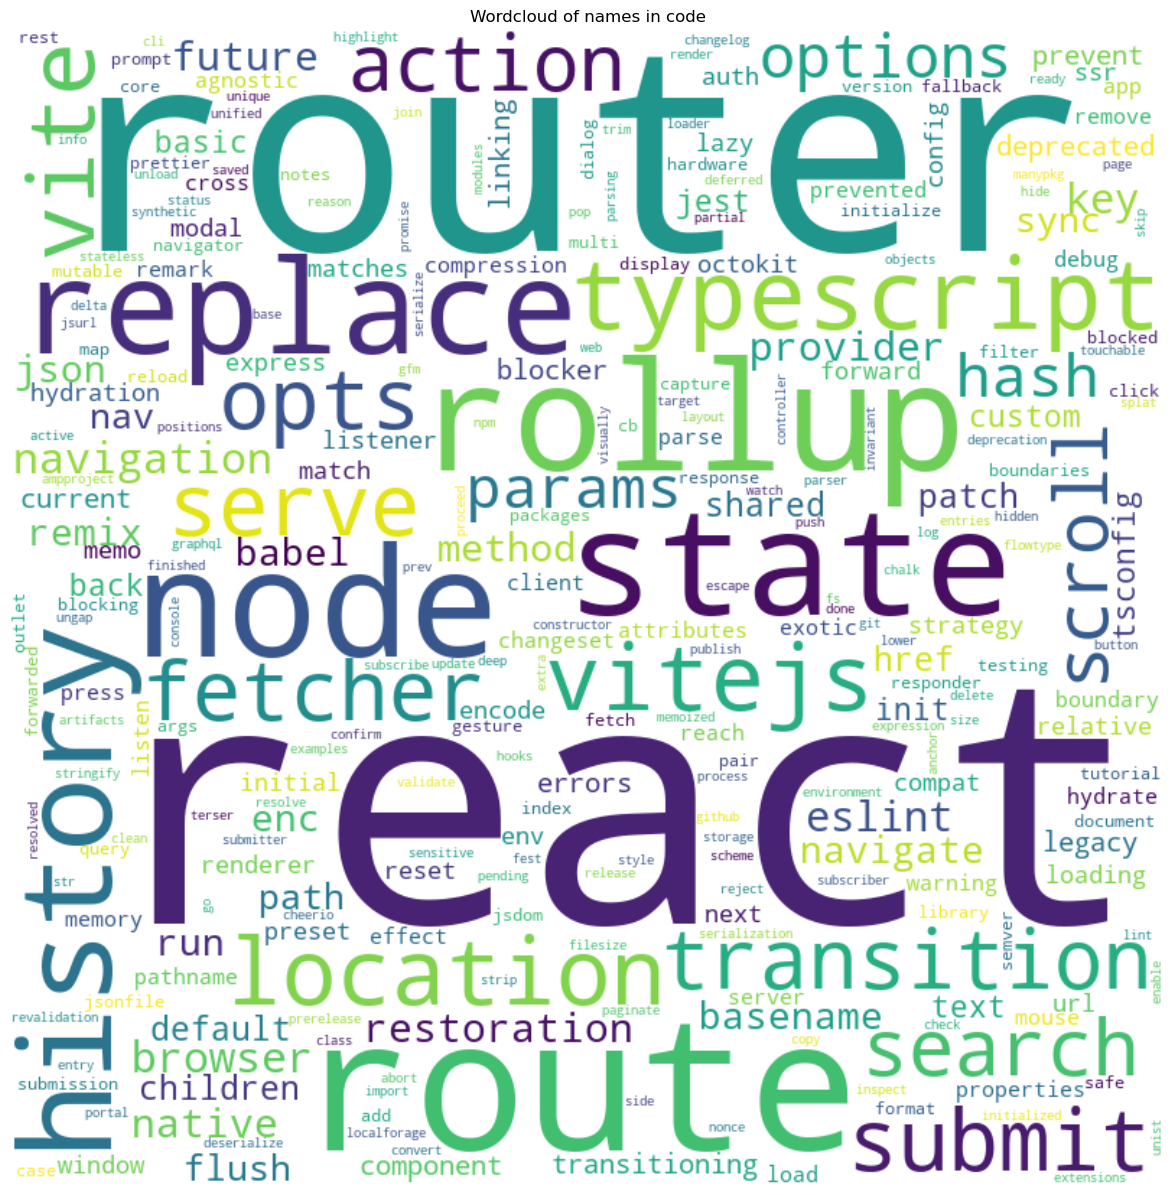 Wordcloud of names in code
rest
cli
highlight
changelog
prompt
future
action
render
options
prevent
vite
core
agnostic
auth
ready
ssr
unique
version
fallback
app
info
unified
router
join
linking
loader
config
remove
basic
dialog
trim
lazy
deprecated
prettier
saved
modules
hardware
page
unload
cross
notes
deferred
manypkg
key
status
reason
parsing
jest
prevented
hide
synthetic
modal
promise
pop
partial
initialize
sync
skip
navigator
multi
stateless
mutable
remark
matches
compression
display
octokit
objects
debug
replace
typescript
delta
base
serialize
jsurl
map
web
provider
filter
blocked
touchable
json
reload
express
gfm
blocker
rollup
capture
forward
hash
click
hydration
opts
target
controller
splat
nav
positions
npm
layout
custom
listener
visually
cb
parse
invariant
active
deprecation
navigation
match
response
boundaries
scroll
ampproject
params
watch
parser
current
serve
proceed
shared
patch
entries
hidden
tsconfig
remix
packages
push
state
log
flowtype
memo
graphql
babel
method
chalk
back
finished
node
prev
client
escape
fs
blocking
done
outlet
ungap
console
constructor
attributes
exotic
git
strategy
changeset
lower
button
publish
subscribe
update
deep
extra
vitejs
href
testing
forwarded
press
history
fetcher
responder
delete
artifacts
listen
args
encode
memoized
init
size
boundary
gesture
fetch
reach
expression
relative
confirm
examples
hooks
react
pair
anchor
stringify
initial
validate
errors
process
compat
tutorial
resolve
environment
resolved
terser
enc
index
github
hydrate
clean
submitter
env
storage
eslint
document
query
sensitive
fest
style
scheme
navigate
legacy
renderer
reset
release
str
pending
reject
subscriber
warning
loading
go
path
jsdom
next
library
memory
cheerio
preset
effect
serialization
semver
lint
run
filesize
location
transition
pathname
strip
enable
jsonfile
server
text
url
revalidation
prerelease
paginate
basename
mouse
default
class
restoration
check
copy
search
entry
browser
abort
route
submission
children
import
side
inspect
properties
safe
portal
native
add
format
initialized
localforage
nonce
submit
deserialize
convert
unist
case
window
flush
component
transitioning
load
extensions